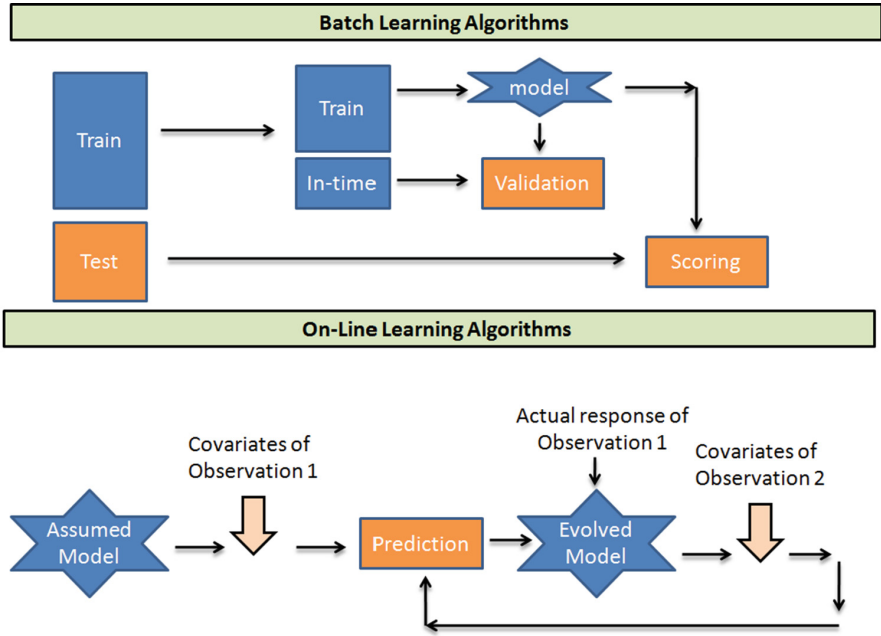 Batch Learning Algorithms
Train
Train
model
In-time
Validation
Test
Scoring
On-Line Learning Algorithms
Actual response of
Observation 1
Covariates of
Observation 1
Covariates of
Observation 2
Assumed
Model
Prediction
Evolved
Model